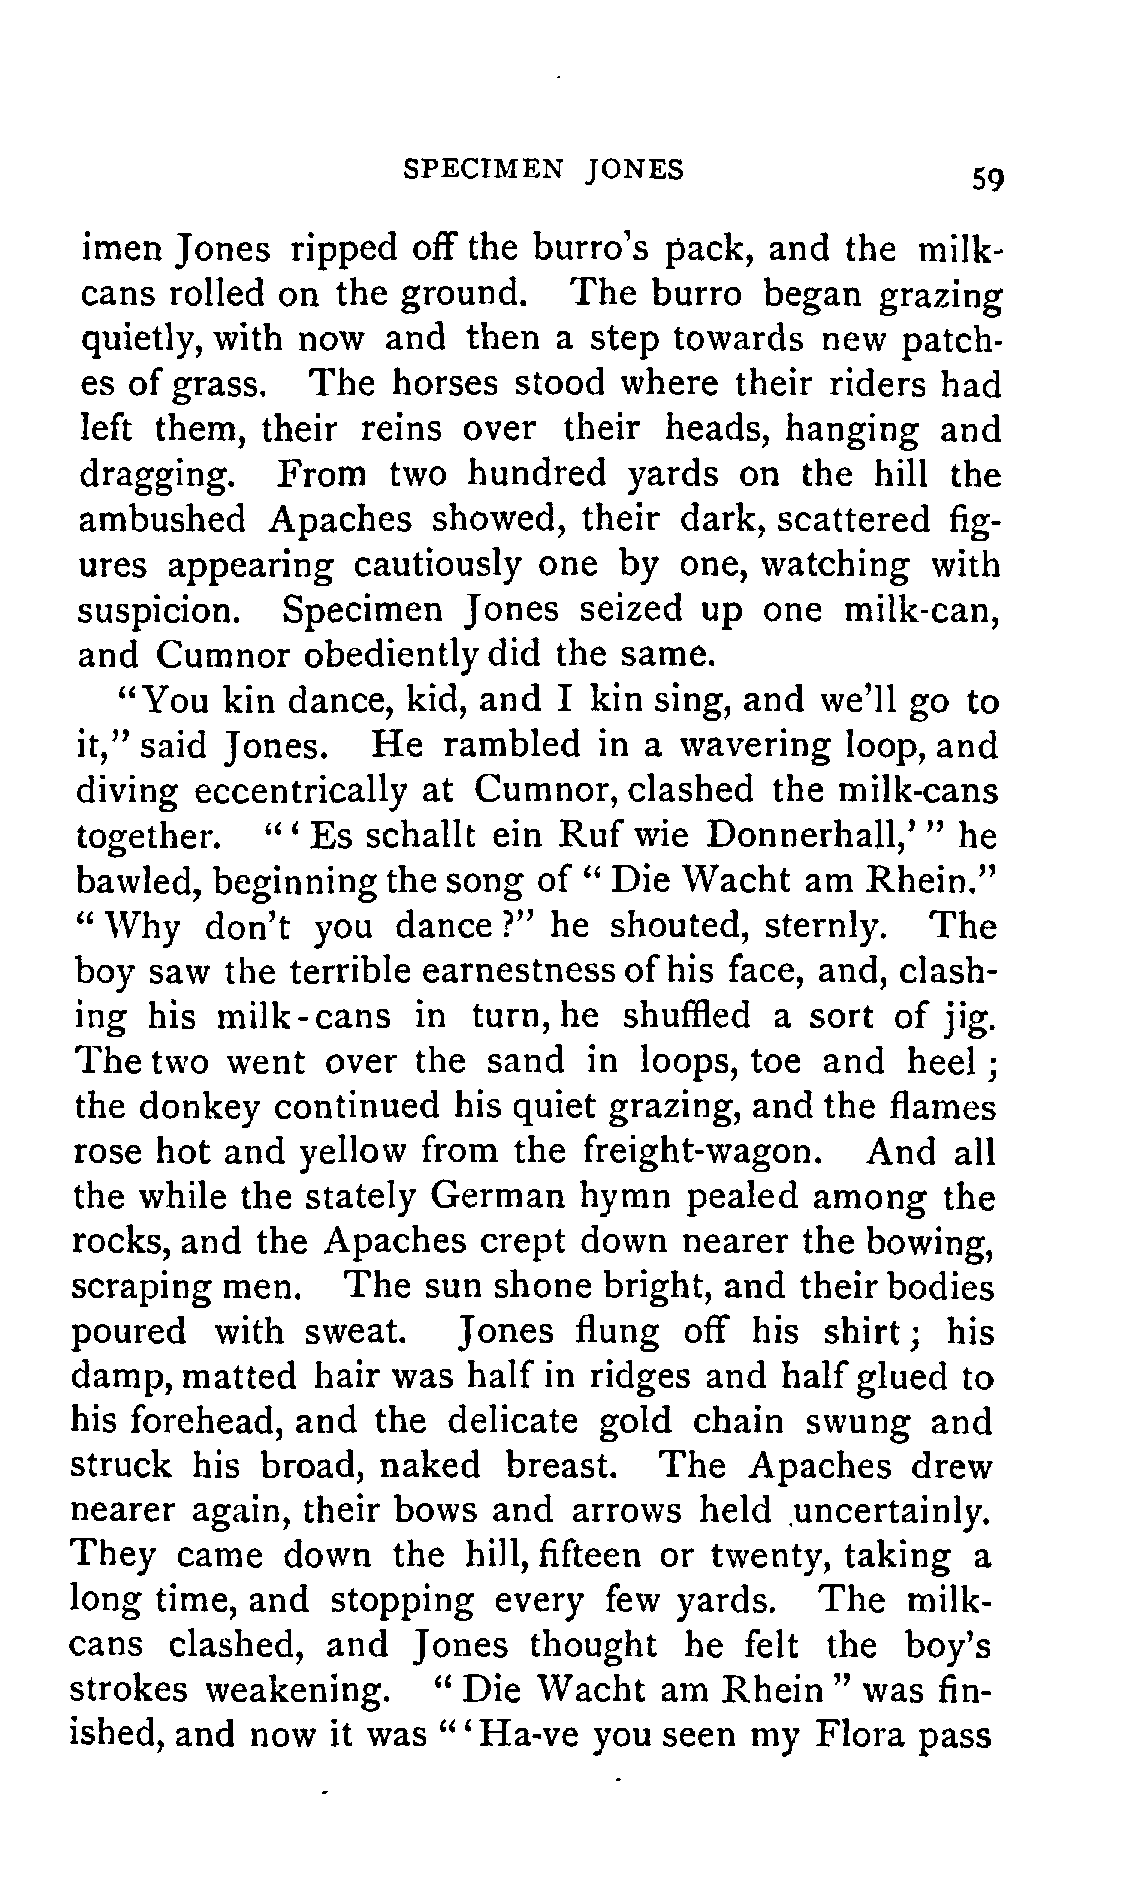 SPECIMEN JONES 59
imen Jones ripped off the burro's pack, and the milk-
cans rolled on the ground. The burro began grazing
quietly, with now and then a step towards new patch-
es of grass. The horses stood where their riders had
left them, their reins over their heads, hanging and
dragging. From two hundred yards on the hill the
ambushed Apaches showed, their dark, scattered fig-
ures appearing cautiously one by one, watching with
suspicion. Specimen Jones seized up one milk-can,
and Cumnor obediently did the same.
"You kin dance, kid, and I kin sing, and we'll go to
it," said Jones. He rambled in a wavering loop, and
diving eccentrically at Cumnor, clashed the milk-cans
together. "'Es schallt ein Ruf wie Donnerhall,'" he
bawled, beginning the song of "Die Wacht am Rhein."
"Why don't you dance?" he shouted, sternly. The
boy saw the terrible earnestness of his face, and, clash-
ing his milk-cans in turn, he shuffled a sort of jig.
The two went over the sand in loops, toe and heel;
the donkey continued his quiet grazing, and the flames
rose hot and yellow from the freight-wagon. And all
the while the stately German hymn pealed among the
rocks, and the Apaches crept down nearer the bowing,
scraping men. The sun shone bright, and their bodies
poured with sweat. Jones flung off his shirt; his
damp, matted hair was half in ridges and half glued to
his forehead, and the delicate gold chain swung and
struck his broad, naked breast. The Apaches drew
nearer again, their bows and arrows held uncertainly.
They came down the hill, fifteen or twenty, taking a
long time, and stopping every few yards. The milk-
cans clashed, and Jones thought he felt the boy's
strokes weakening. "Die Wacht am Rhein" was fin-
ished, and now it was "'Ha-ve you seen my Flora pass